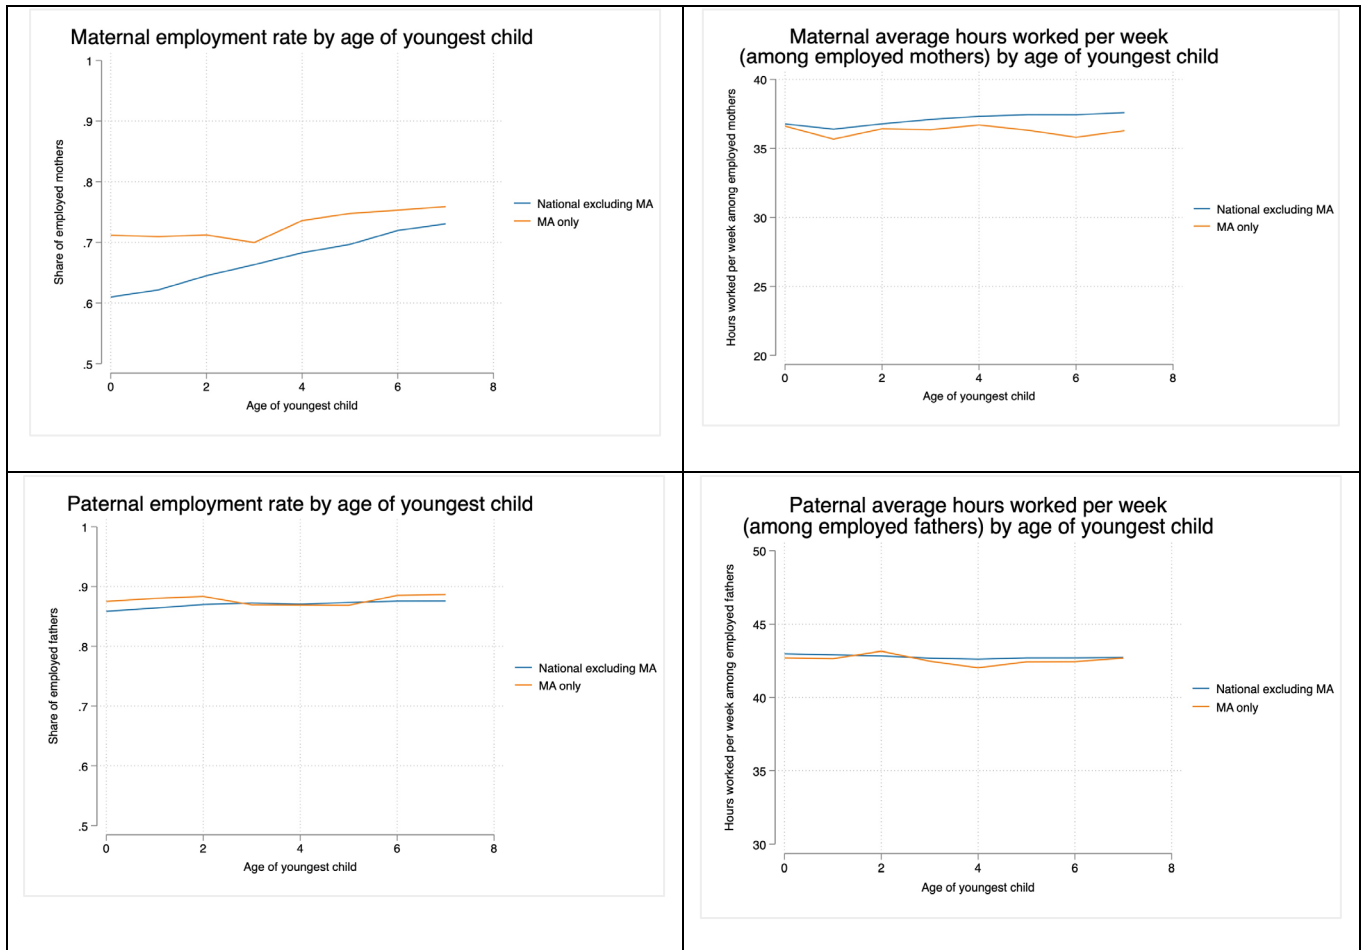 Maternal employment rate by age of youngest child
1
.9
.8
.7
.6
.5
Share of employed mothers
0 2 4 6 8
Age of youngest child
National excluding MA
MA only
Maternal average hours worked per week
(among employed mothers) by age of youngest child
40
35
30
25
20
Hours worked per week among employed mothers
0 2 4 6 8
Age of youngest child
National excluding MA
MA only
Paternal employment rate by age of youngest child
1
.9
.8
.7
.6
.5
Share of employed fathers
0 2 4 6 8
Age of youngest child
National excluding MA
MA only
Paternal average hours worked per week
(among employed fathers) by age of youngest child
50
45
40
35
30
Hours worked per week among employed fathers
0 2 4 6 8
Age of youngest child
National excluding MA
MA only